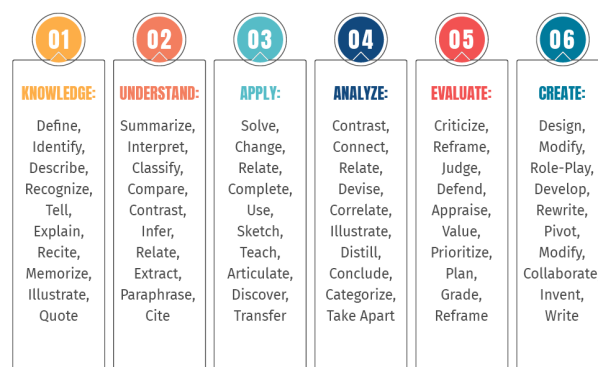 01
KNOWLEDGE:
Define,
Identify,
Describe,
Recognize,
Tell,
Explain,
Recite,
Memorize,
Illustrate,
Quote
02
UNDERSTAND:
Summarize,
Interpret,
Classify,
Compare,
Contrast,
Infer,
Relate,
Extract,
Paraphrase,
Cite
03
APPLY:
Solve,
Change,
Relate,
Complete,
Use,
Sketch,
Teach,
Articulate,
Discover,
Transfer
04
ANALYZE:
Contrast,
Connect,
Relate,
Devise,
Correlate,
Illustrate,
Distill,
Conclude,
Categorize,
Take Apart
05
EVALUATE:
Criticize,
Reframe,
Judge,
Defend,
Appraise,
Value,
Prioritize,
Plan,
Grade,
Reframe
06
CREATE:
Design,
Modify,
Role-Play,
Develop,
Rewrite,
Pivot,
Modify,
Collaborate
Invent,
Write